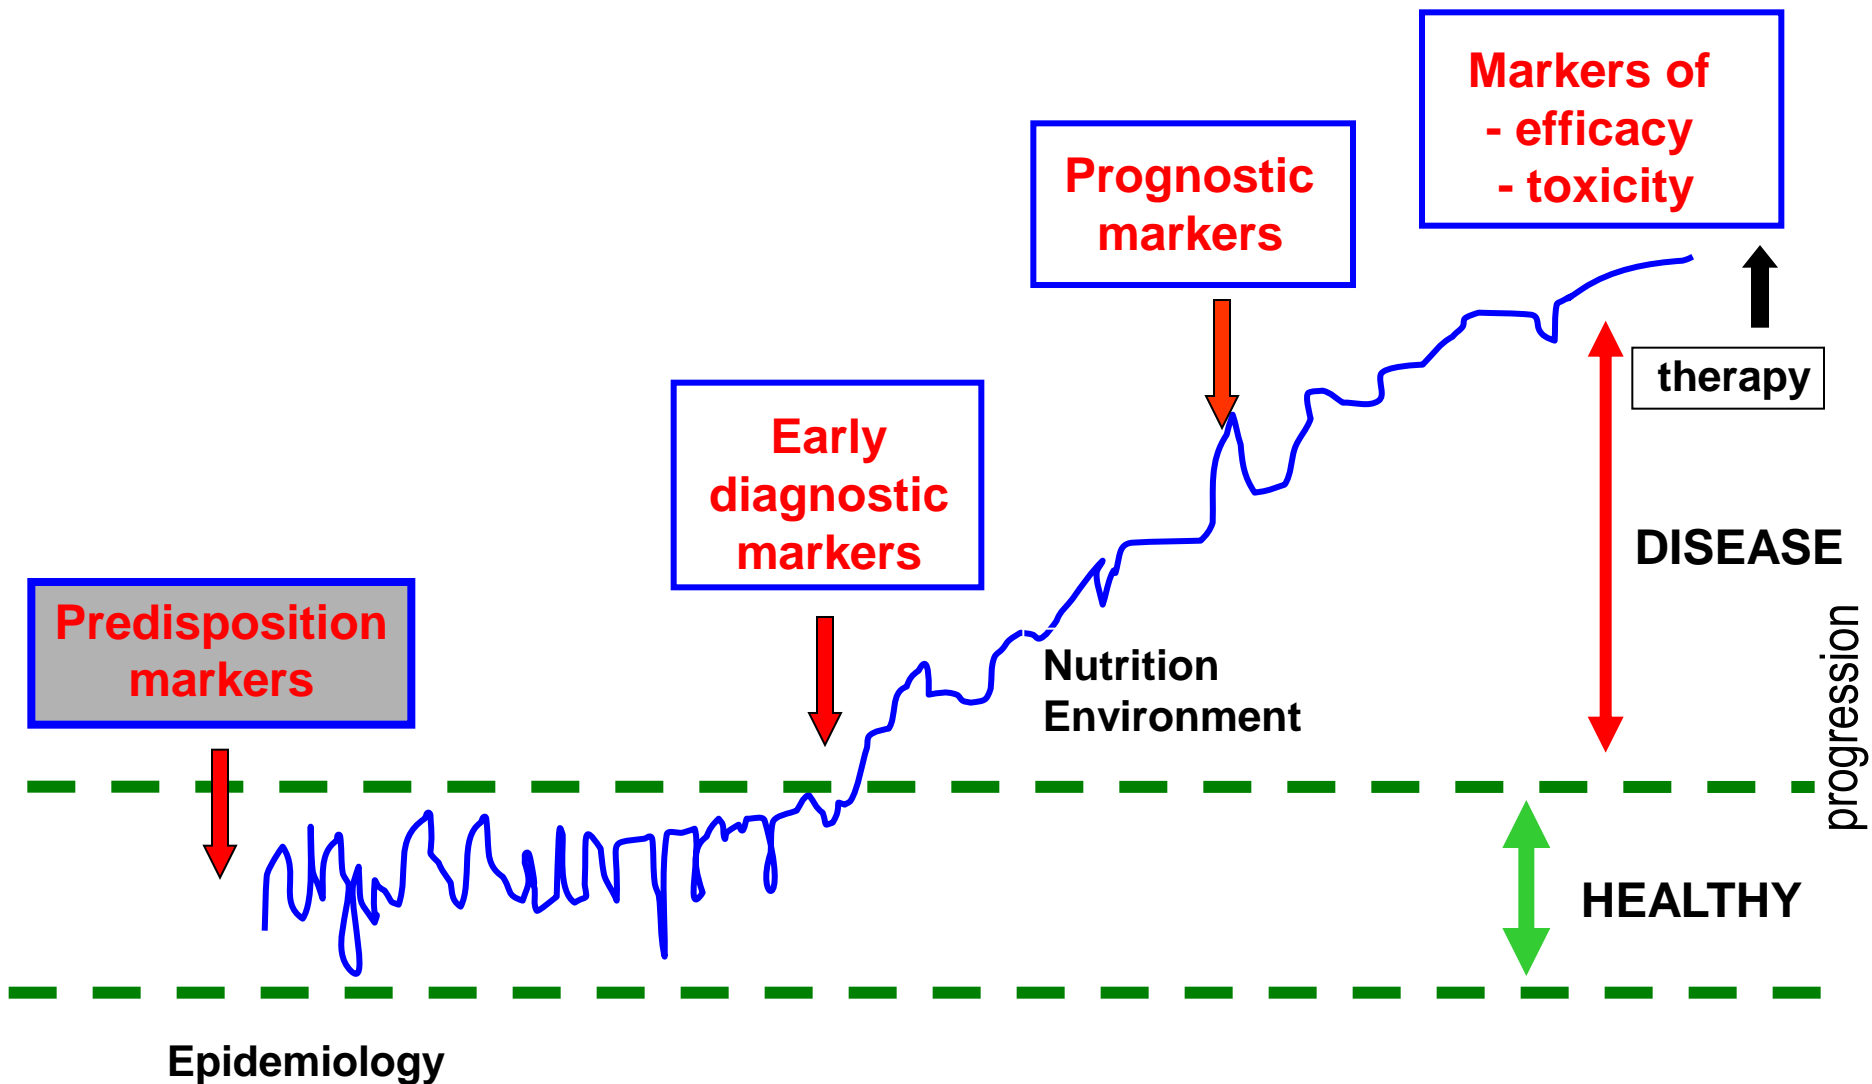 Markers of
- efficacy
- toxicity
Prognostic
markers
therapy
Early
diagnostic
markers
DISEASE
Predisposition
markers
Nutrition
Environment
progression
HEALTHY
Epidemiology